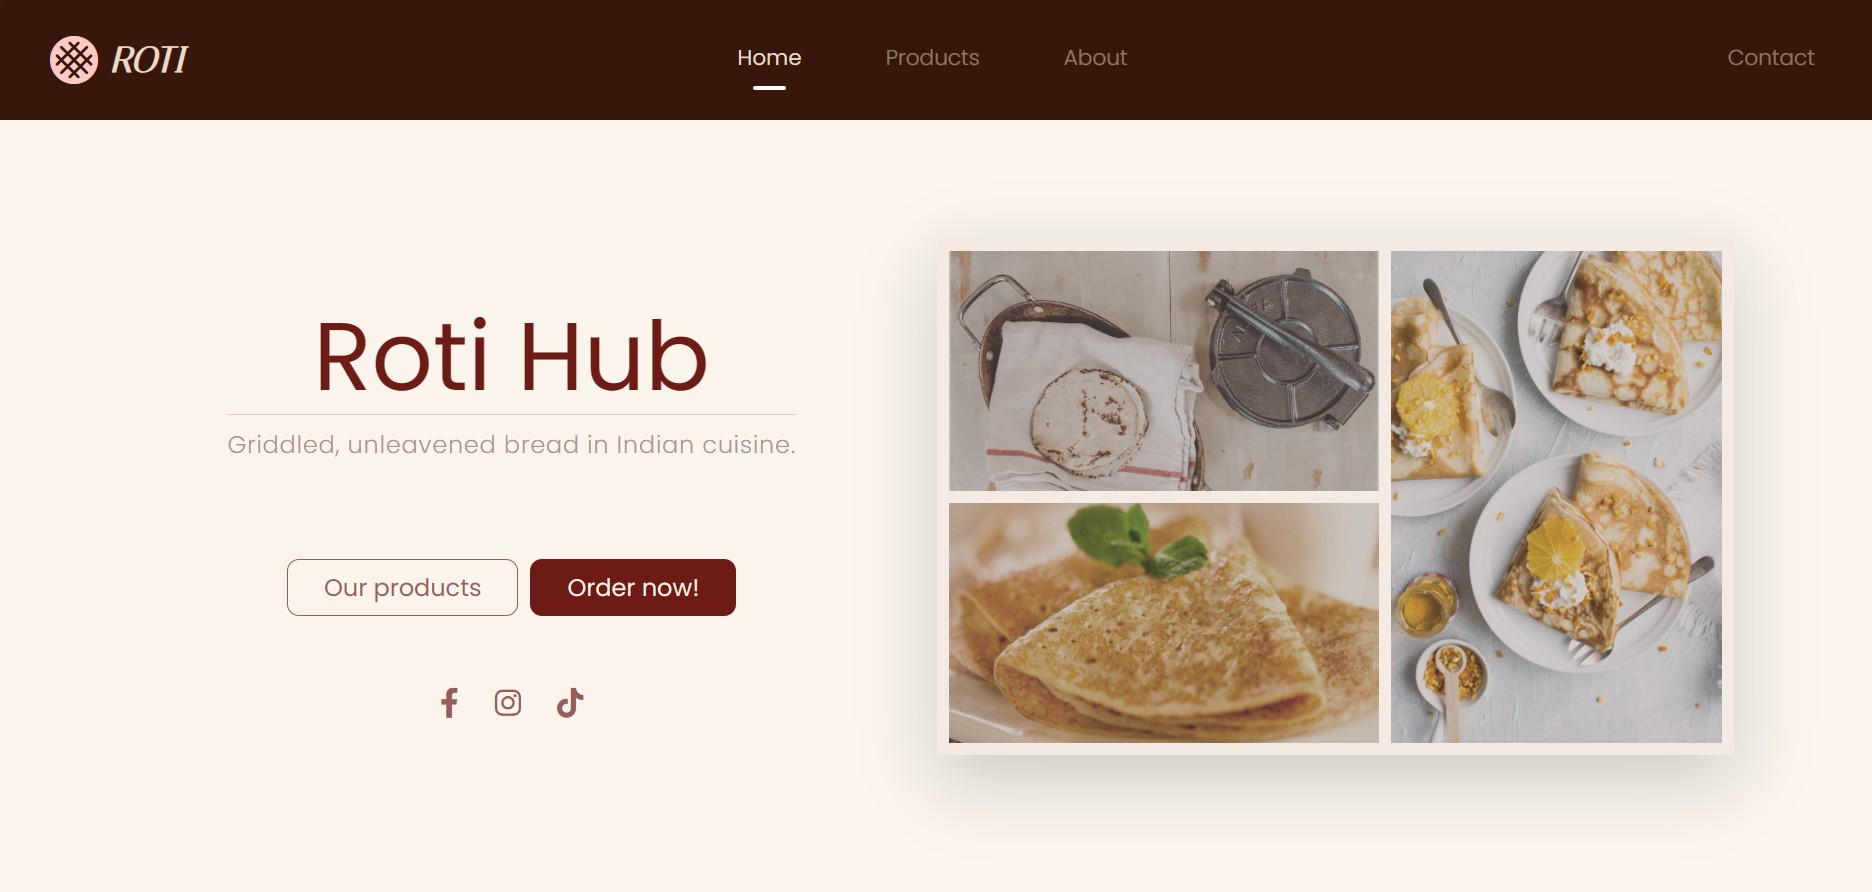 ROTI
Home Products About Contact
Roti Hub
Griddled, unleavened bread in Indian cuisine.
Our products Order now!